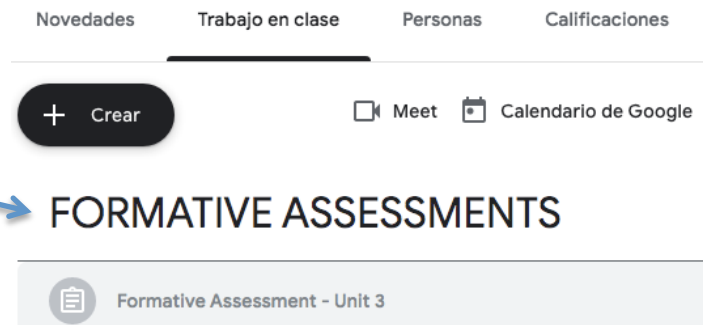 Novedades Trabajo en clase Personas Calificaciones
+ Crear Meet Calendario de Google
FORMATIVE ASSESSMENTS
Formative Assessment - Unit 3